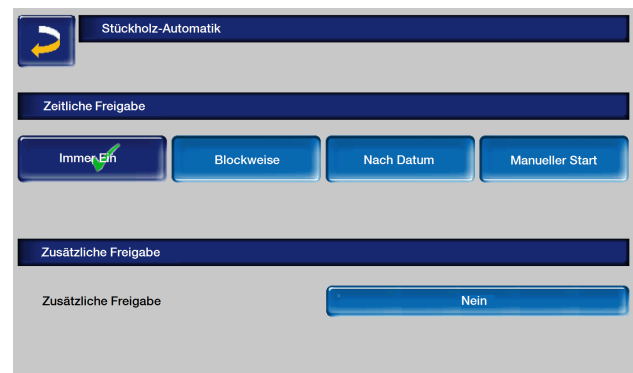 Stückholz-Automatik
Zeitliche Freigabe
Immer Ein Blockweise Nach Datum Manueller Start
Zusätzliche Freigabe
Zusätzliche Freigabe Nein